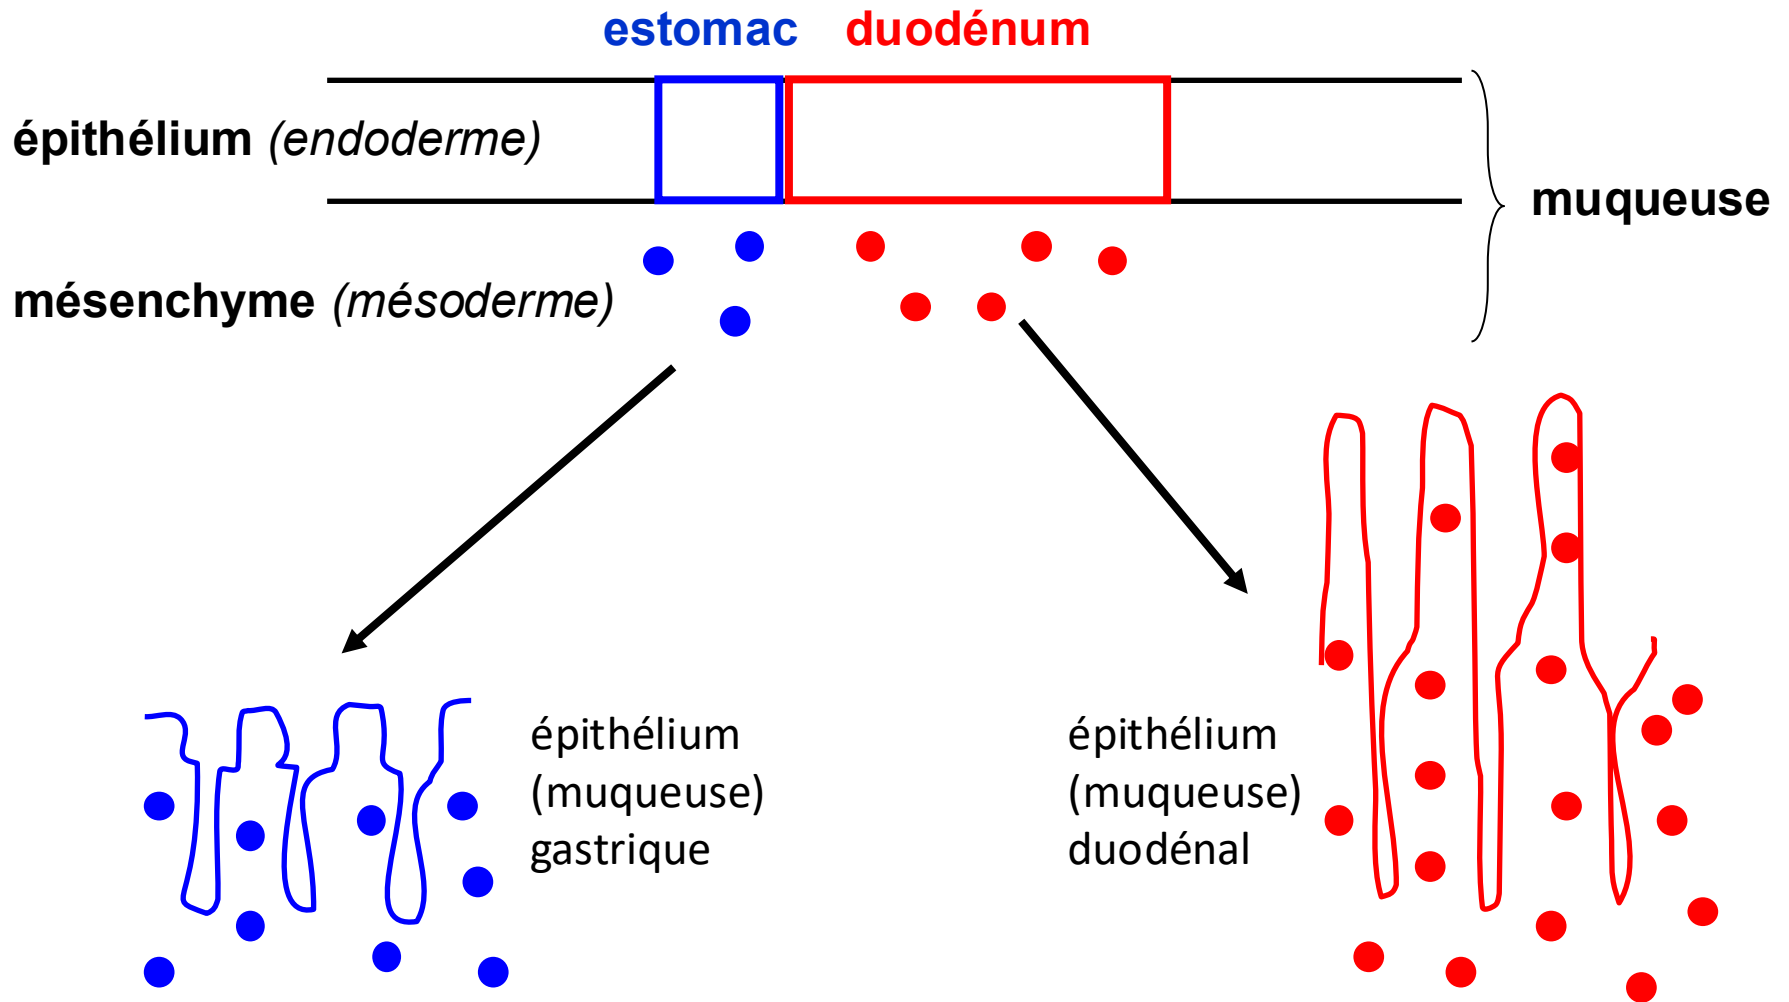 estomac duodénum
épithélium (endoderme)
muqueuse
mésenchyme (mésoderme)
épithélium
(muqueuse)
gastrique
épithélium
(muqueuse)
duodénal